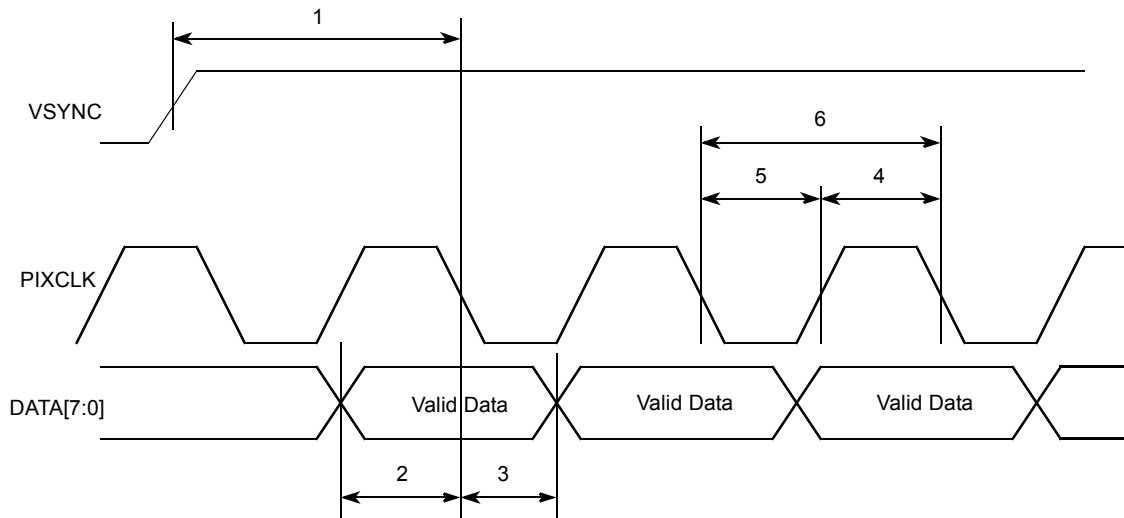 1
VSYNC
6
5
4
PIXCLK
DATA[7:0]
Valid Data
Valid Data
Valid Data
2
3